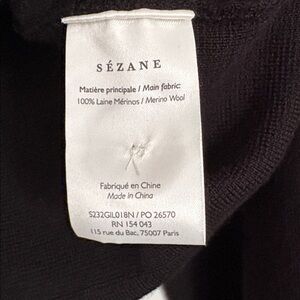 SÉZANE
Matière principale / Main fabric:
100% Laine Mérinos / Merino Wool
Fabriqué en Chine
Made in China
S232GIL018N / PO 26570
RN 154 043
115 rue du Bac, 75007 Paris